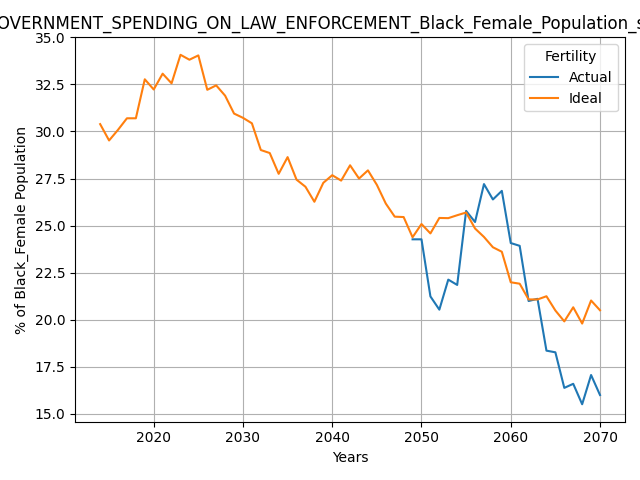 OVERNMENT_SPENDING_ON_LAW_ENFORCEMENT_Black_Female_Population_s
35.0
32.5
30.0
27.5
25.0
22.5
20.0
17.5
15.0
% of Black_Female Population
Fertility
Actual
Ideal
2020 2030 2040 2050 2060 2070
Years